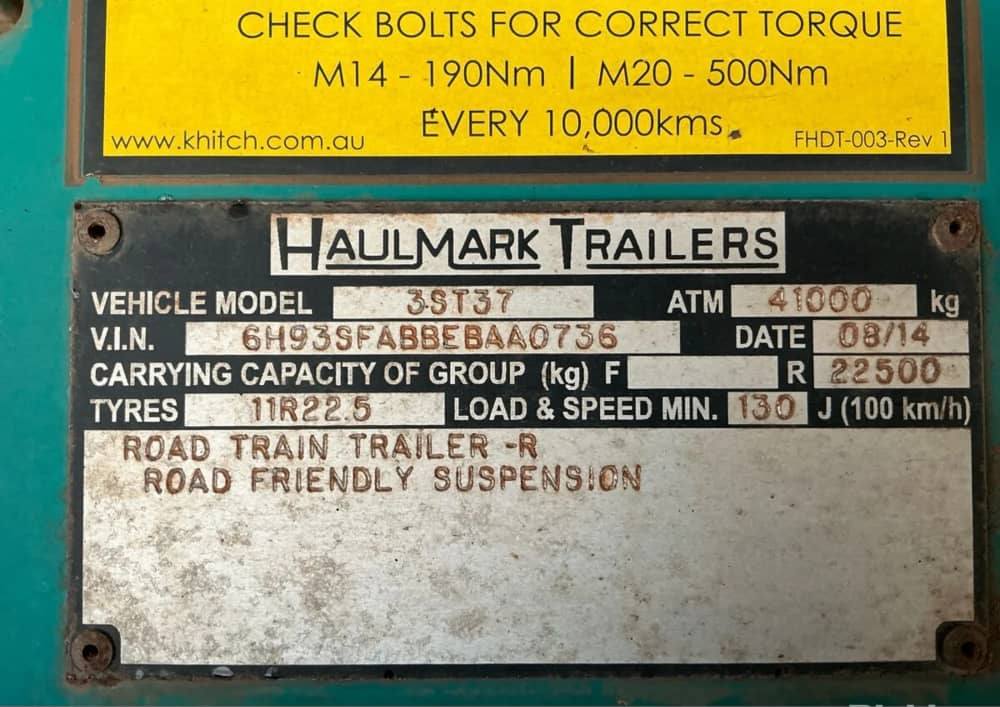 CHECK BOLTS FOR CORRECT TORQUE
M14 - 190Nm | M20 - 500Nm
EVERY 10,000kms
www.khitch.com.au FHDT-003-Rev 1
HAULMARK TRAILERS
VEHICLE MODEL 3ST37 ATM 41000 kg
V.I.N. 6H93SFABBEBAA0736 DATE 08/14
CARRYING CAPACITY OF GROUP (kg) F R 22500
TYRES 11R22.5 LOAD & SPEED MIN. 130 J (100 km/h)
ROAD TRAIN TRAILER -R
ROAD FRIENDLY SUSPENSION